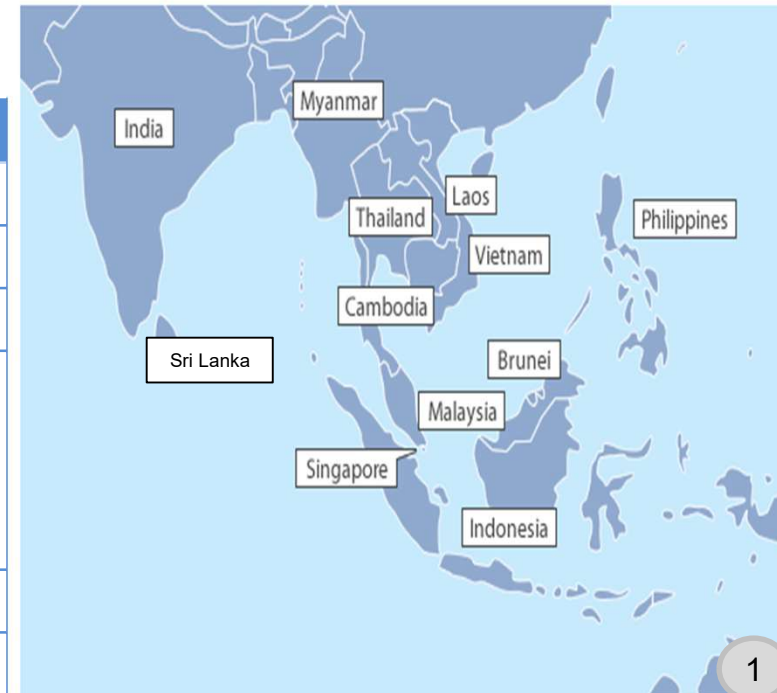 Myanmar
India
Laos
Thailand
Philippines
Vietnam
Cambodia
Sri Lanka
Brunei
Malaysia
Singapore
Indonesia
1